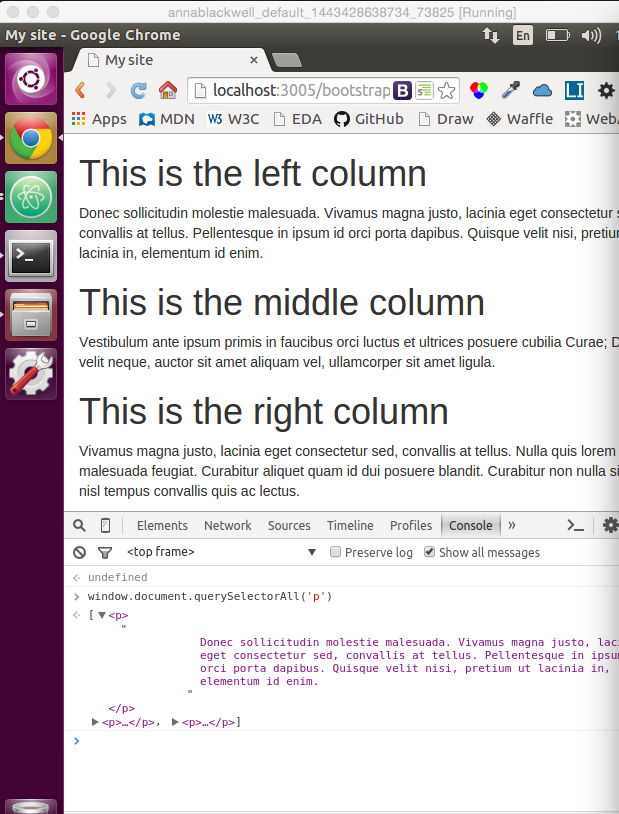 annablackwell_default_1443428638734_73825 [Running]
My site - Google Chrome
En
My site
localhost:3005/bootstrap
B
LI
Apps MDN W3 W3C EDA GitHub Draw Waffle WebA
This is the left column
Donec sollicitudin molestie malesuada. Vivamus magna justo, lacinia eget consectetur s
convallis at tellus. Pellentesque in ipsum id orci porta dapibus. Quisque velit nisi, pretiu
lacinia in, elementum id enim.
This is the middle column
Vestibulum ante ipsum primis in faucibus orci luctus et ultrices posuere cubilia Curae; D
velit neque, auctor sit amet aliquam vel, ullamcorper sit amet ligula.
This is the right column
Vivamus magna justo, lacinia eget consectetur sed, convallis at tellus. Nulla quis lorem
malesuada feugiat. Curabitur aliquet quam id dui posuere blandit. Curabitur non nulla si
nisl tempus convallis quis ac lectus.
Elements Network Sources Timeline Profiles Console »
<top frame> Preserve log Show all messages
undefined
window.document.querySelectorAll('p')
[ ▼<p>
"
Donec sollicitudin molestie malesuada. Vivamus magna justo, laci
eget consectetur sed, convallis at tellus. Pellentesque in ipsum
orci porta dapibus. Quisque velit nisi, pretium ut lacinia in,
elementum id enim.
"
</p>
▶<p>…</p>, ▶<p>…</p>]